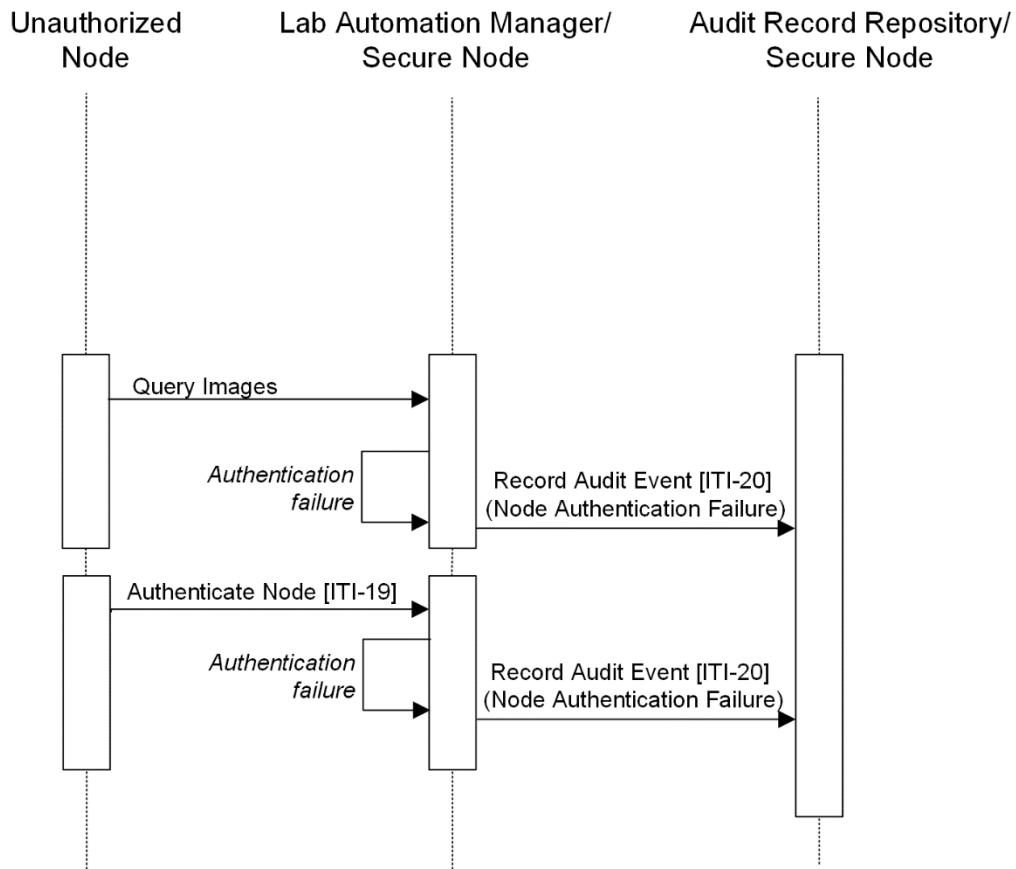 Unauthorized
Node
Lab Automation Manager/
Secure Node
Audit Record Repository/
Secure Node
Query Images
Authentication
failure
Record Audit Event [ITI-20]
(Node Authentication Failure)
Authenticate Node [ITI-19]
Authentication
failure
Record Audit Event [ITI-20]
(Node Authentication Failure)